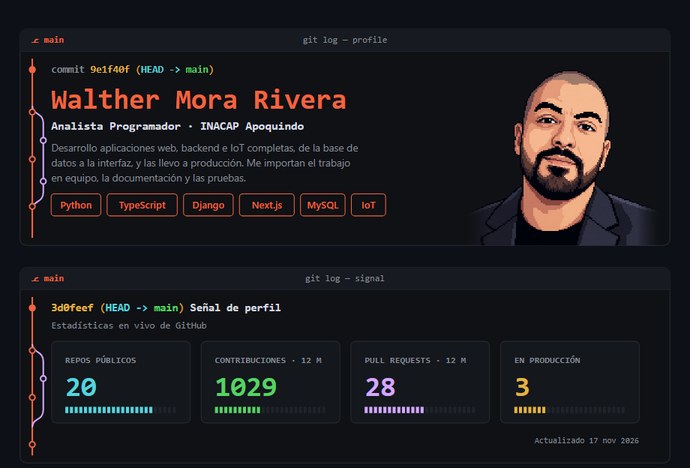 main
git log — profile
commit 9e1f40f (HEAD -> main)
Walther Mora Rivera
Analista Programador · INACAP Apoquindo
Desarrollo aplicaciones web, backend e IoT completas, de la base de
datos a la interfaz, y las llevo a producción. Me importan el trabajo
en equipo, la documentación y las pruebas.
Python TypeScript Django Next.js MySQL IoT
main
git log — signal
3d0feef (HEAD -> main) Señal de perfil
Estadísticas en vivo de GitHub
REPOS PÚBLICOS
20
CONTRIBUCIONES · 12 M
1029
PULL REQUESTS · 12 M
28
EN PRODUCCIÓN
3
Actualizado 17 nov 2026